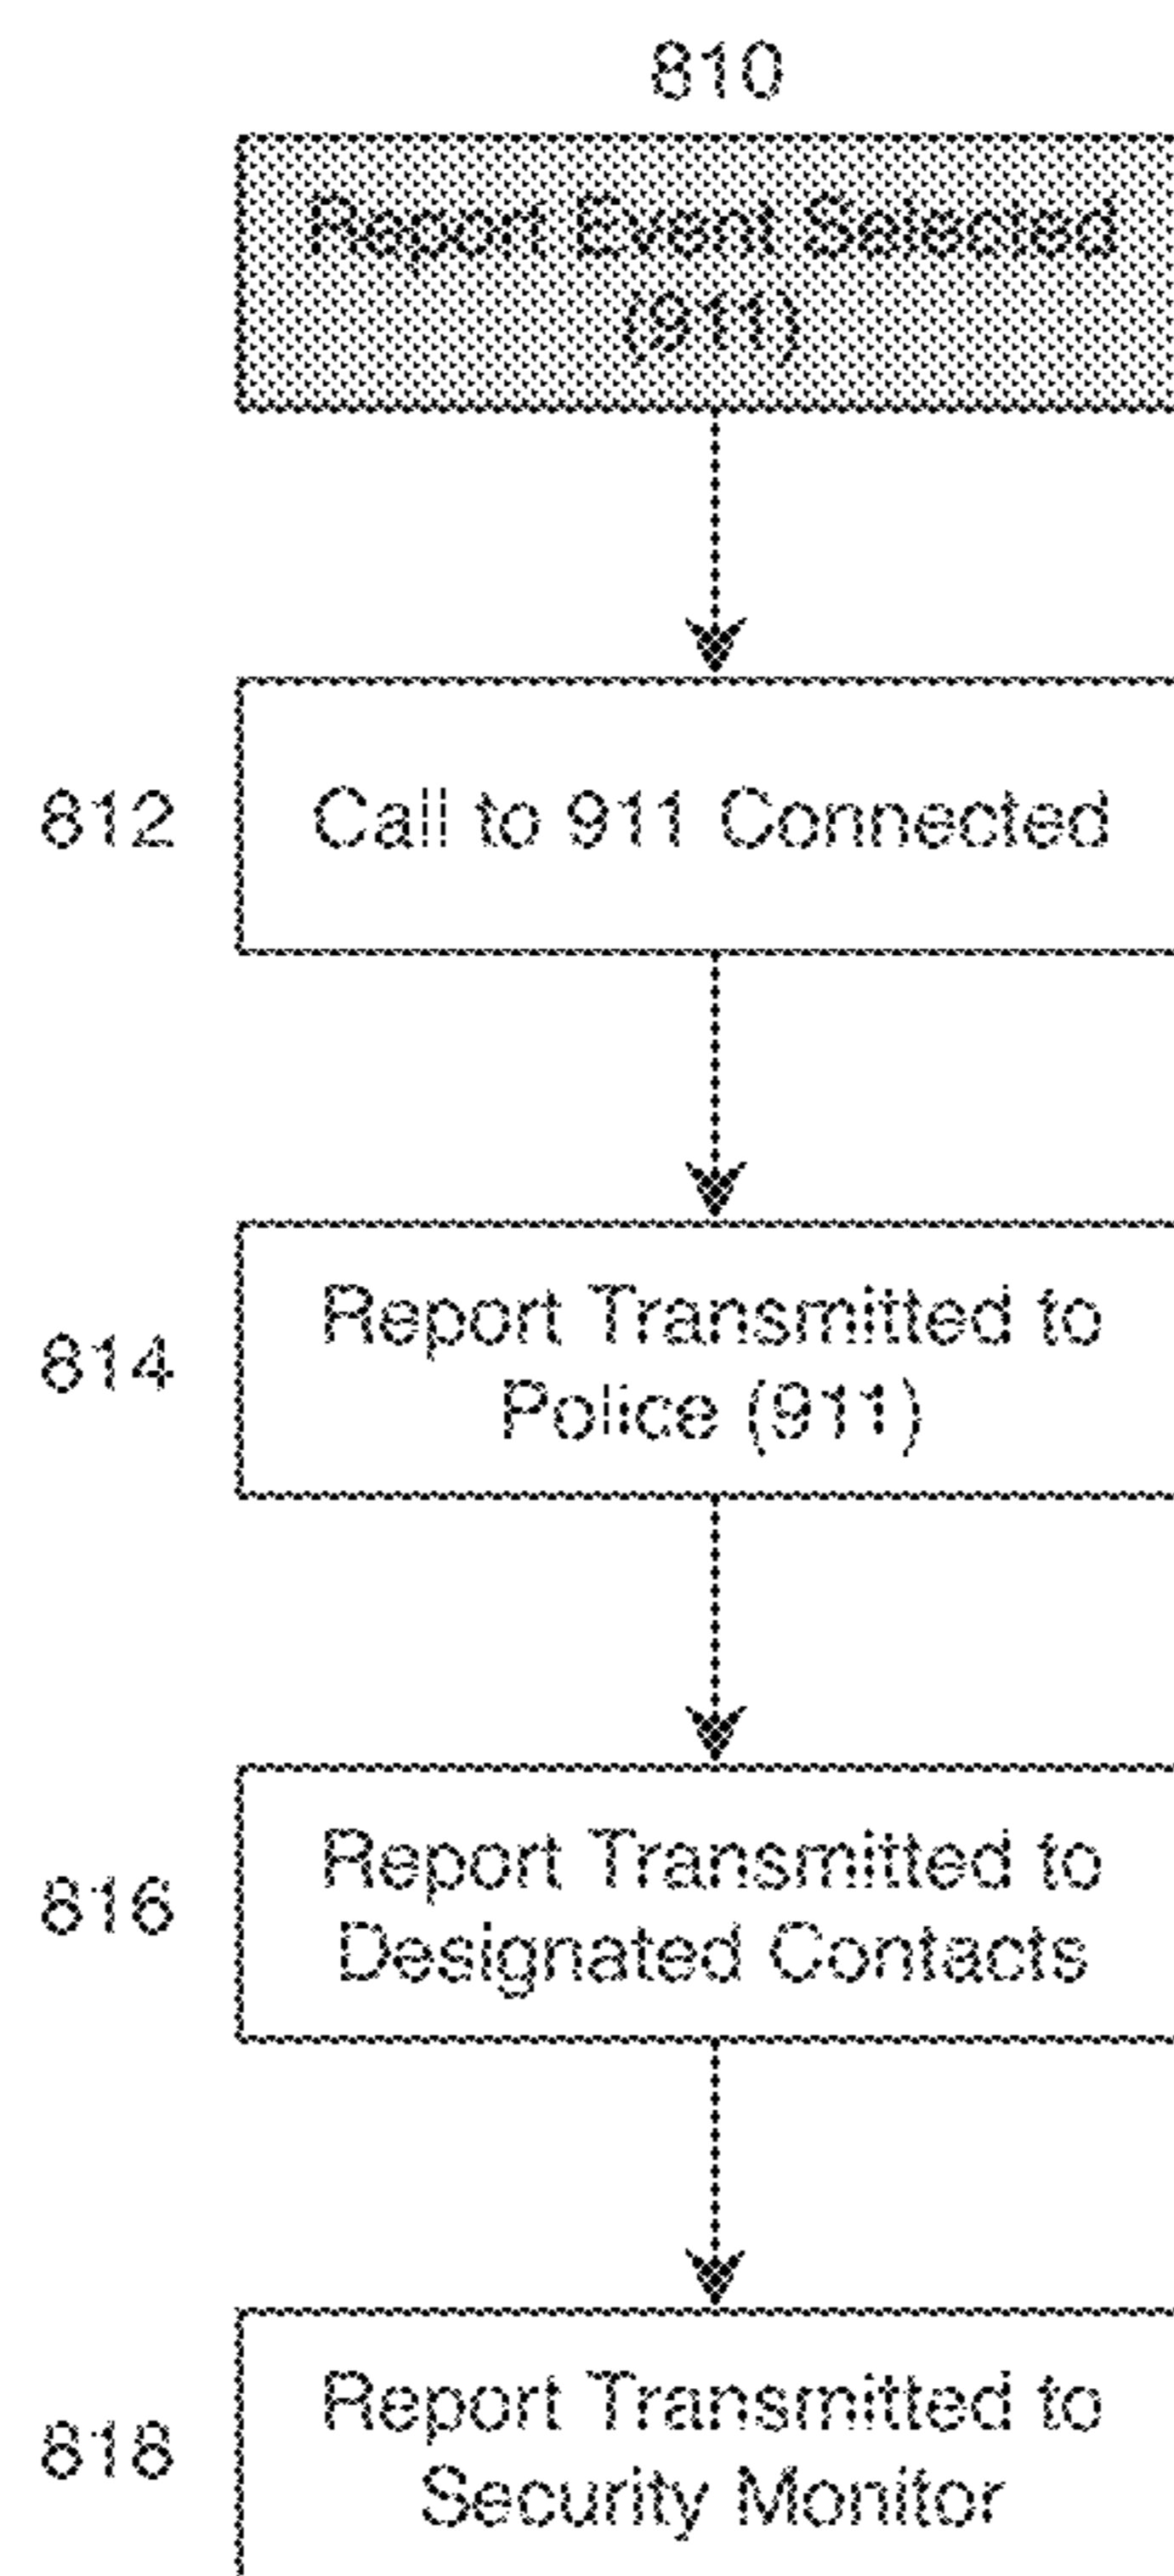 810
Report Event Selected
(911)
812
Call to 911 Connected
814
Report Transmitted to
Police (911)
816
Report Transmitted to
Designated Contacts
818
Report Transmitted to
Security Monitor